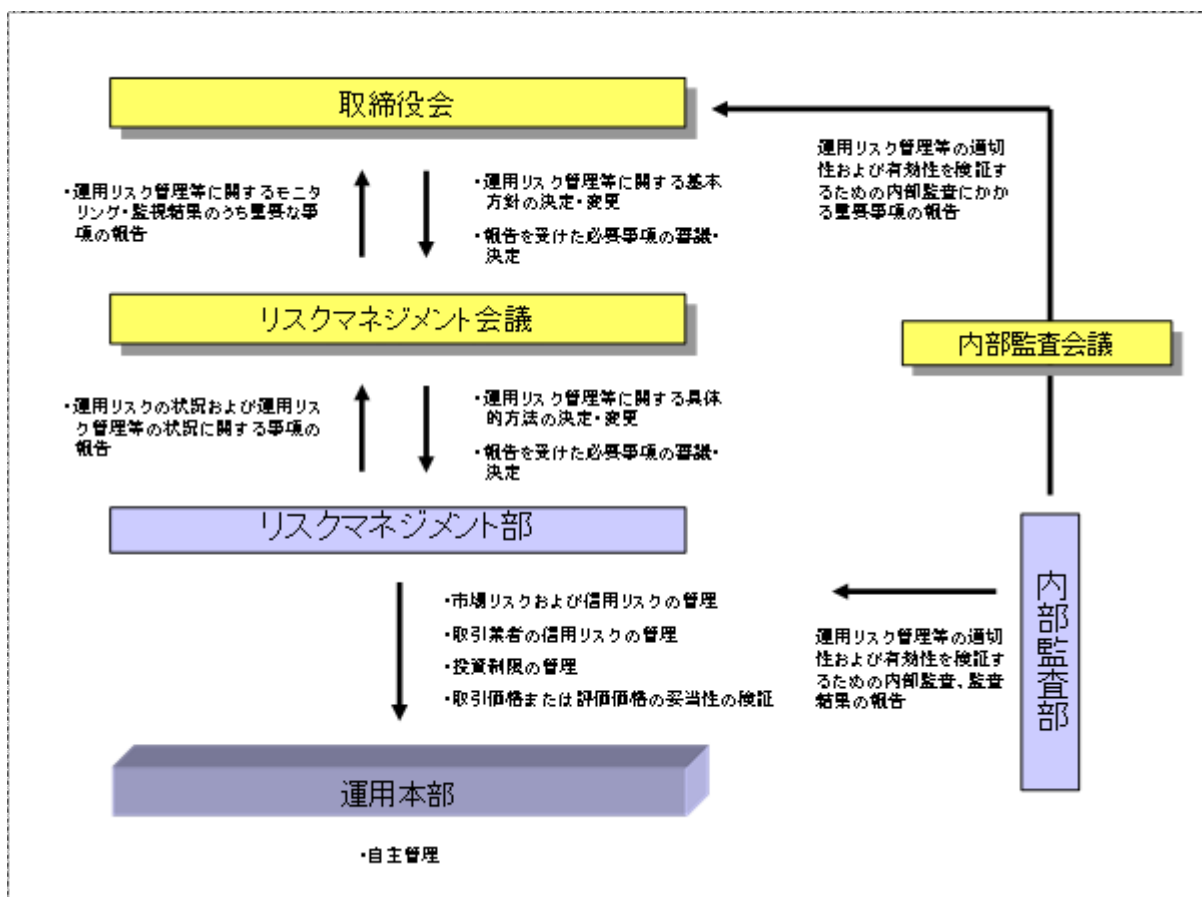 取締役会
・運用リスク管理等に関するモニ
タリング・監視結果のうち重要な事
項の報告
・運用リスク管理等に関する基本
方針の決定・変更
・報告を受けた必要事項の審議・
決定
運用リスク管理等の適切
性および有効性を検証す
るための内部監査にかか
る重要事項の報告
リスクマネジメント会議
内部監査会議
・運用リスクの状況および運用リス
ク管理等の状況に関する事項の
報告
・運用リスク管理等に関する具体
的方法の決定・変更
・報告を受けた必要事項の審議・
決定
リスクマネジメント部
内部監査部
・市場リスクおよび信用リスクの管理
・取引業者の信用リスクの管理
・投資制限の管理
・取引価格または評価価格の妥当性の検証
運用リスク管理等の適切
性および有効性を検証す
るための内部監査、監査
結果の報告
運用本部
・自主管理